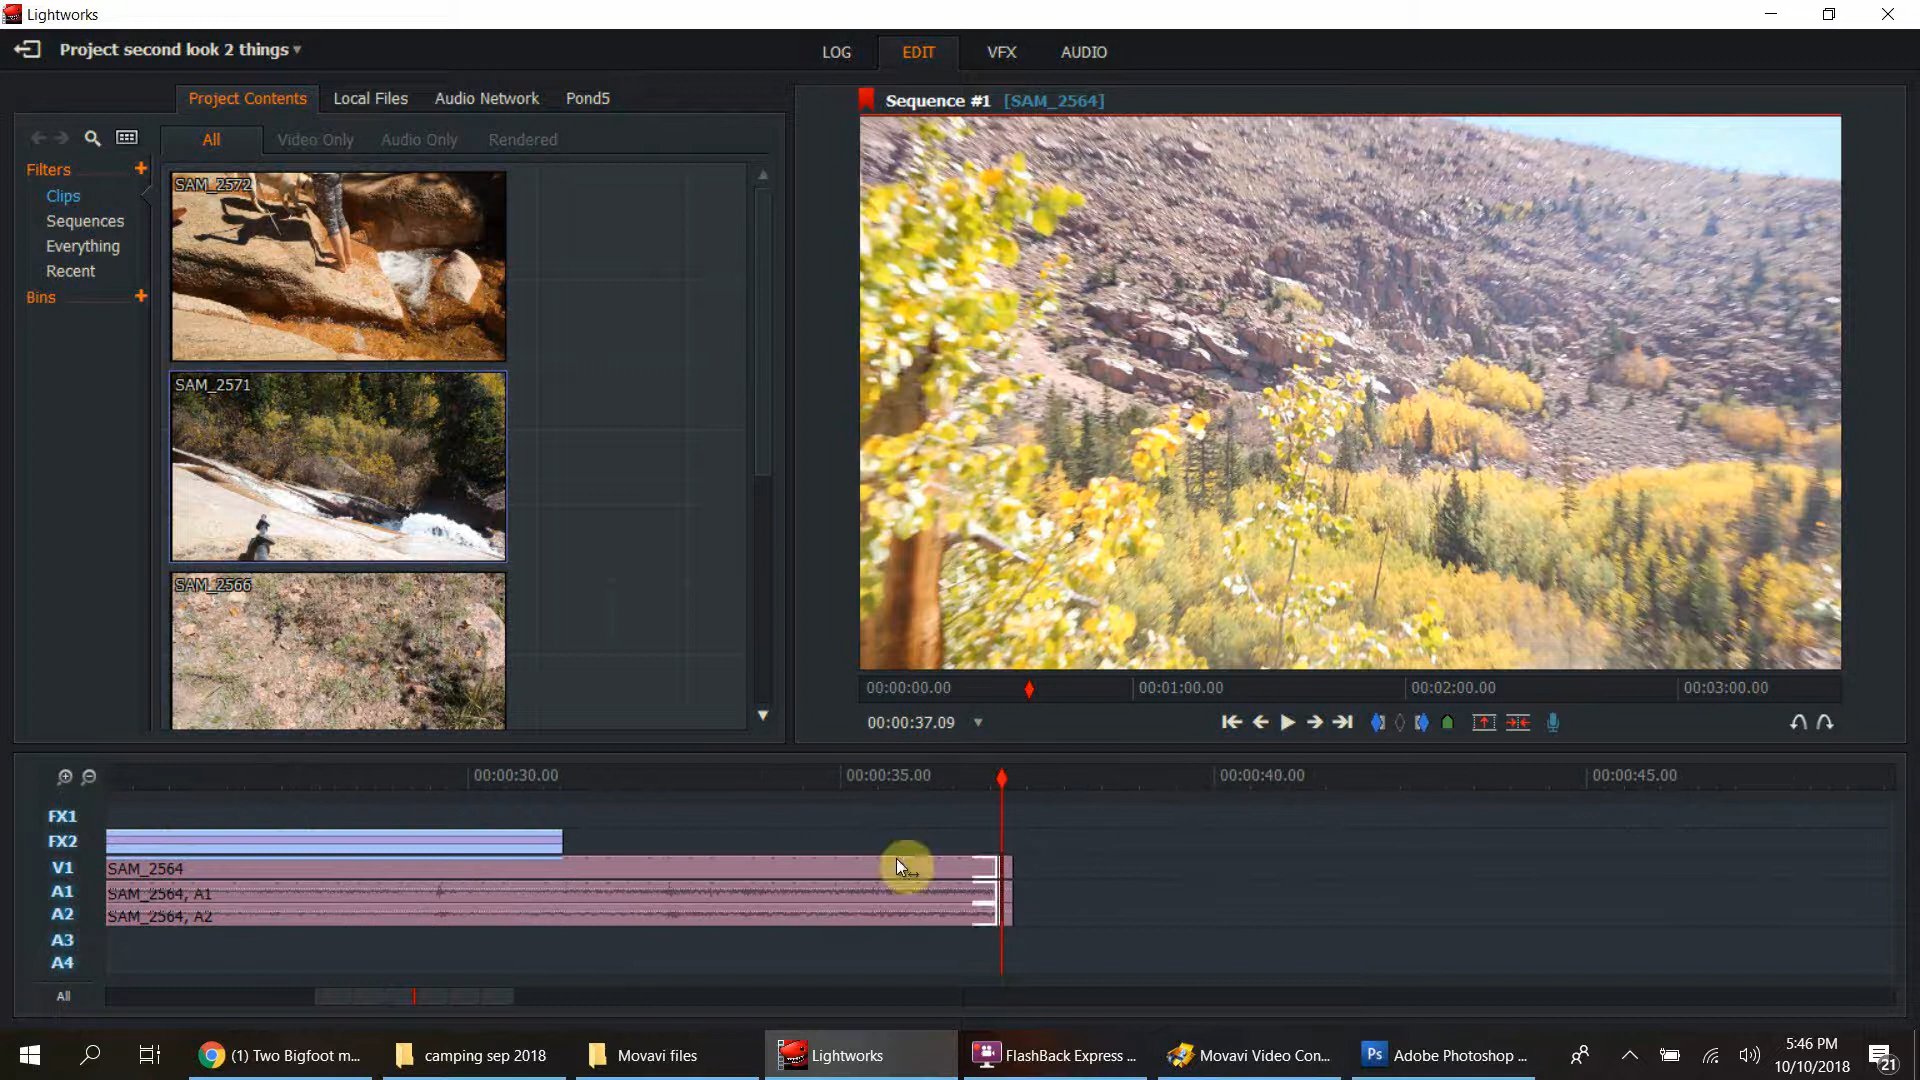 Lightworks
Project second look 2 things
LOG EDIT VFX AUDIO
Project Contents Local Files Audio Network Pond5
Sequence #1 [SAM_2564]
All Video Only Audio Only Rendered
Filters
Clips
Sequences
Everything
Recent
Bins
SAM_2572
SAM_2571
SAM_2566
00:00:00.00 00:01:00.00 00:02:00.00 00:03:00.00
00:00:37.09
00:00:30.00 00:00:35.00 00:00:40.00 00:00:45.00
FX1
FX2
V1 SAM_2564
A1 SAM_2564, A1
A2 SAM_2564, A2
A3
A4
All
(1) Two Bigfoot m... camping sep 2018 Movavi files Lightworks FlashBack Express ... Movavi Video Con... Ps Adobe Photoshop ...
5:46 PM
10/10/2018
21